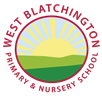 WEST BLATCHINGTON
PRIMARY & NURSERY SCHOOL